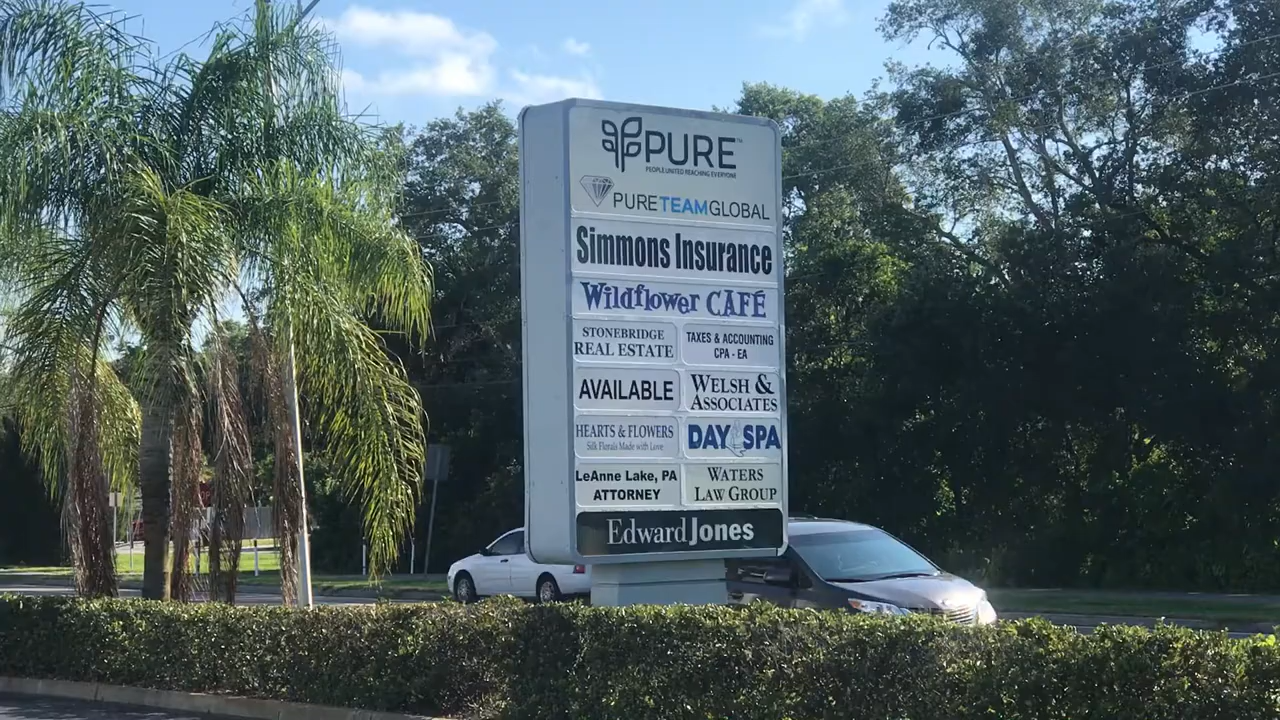 PURE™
PEOPLE UNITED REACHING EVERYONE
PURETEAMGLOBAL
Simmons Insurance
Wildflower CAFÉ
STONEBRIDGE
REAL ESTATE
TAXES & ACCOUNTING
CPA - EA
AVAILABLE
WELSH &
ASSOCIATES
HEARTS & FLOWERS
Silk Florals Made with Love
DAY SPA
LeAnne Lake, PA
ATTORNEY
WATERS
LAW GROUP
EdwardJones